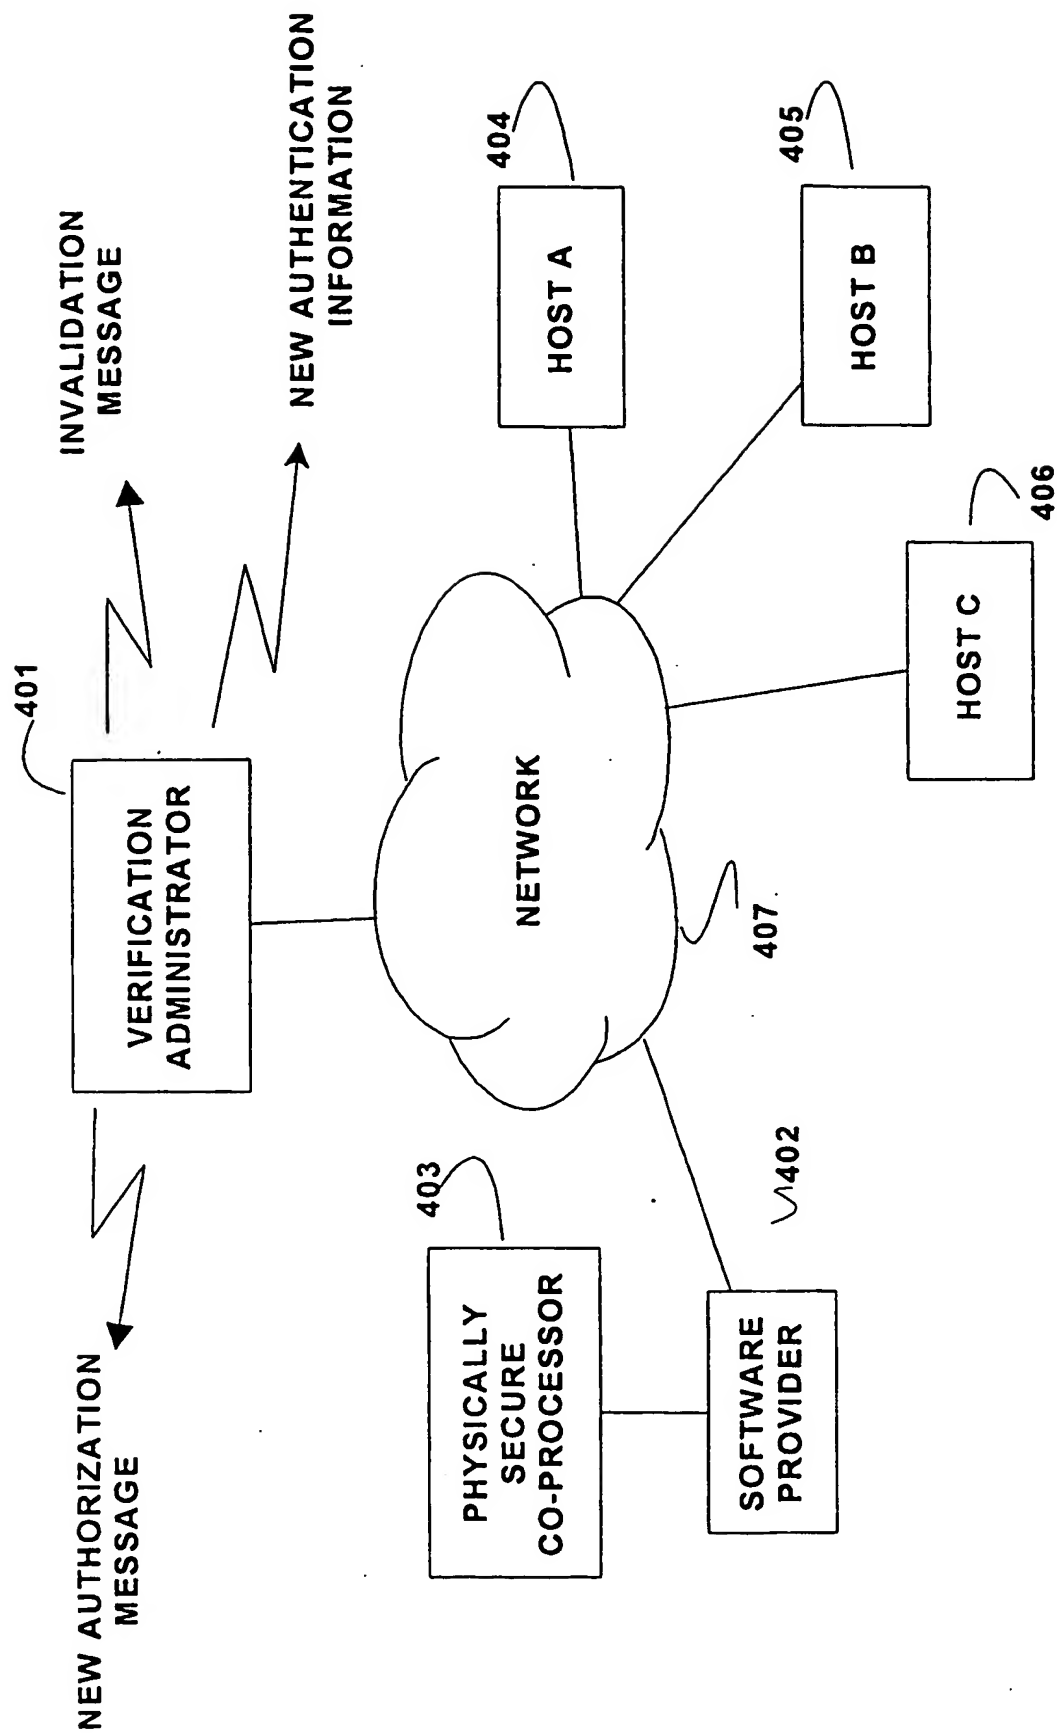 NEW AUTHORIZATION
MESSAGE
401
INVALIDATION
MESSAGE
VERIFICATION
ADMINISTRATOR
NEW AUTHENTICATION
INFORMATION
403
PHYSICALLY
SECURE
CO-PROCESSOR
NETWORK
404
HOST A
SOFTWARE
PROVIDER
402
407
HOST C
406
HOST B
405